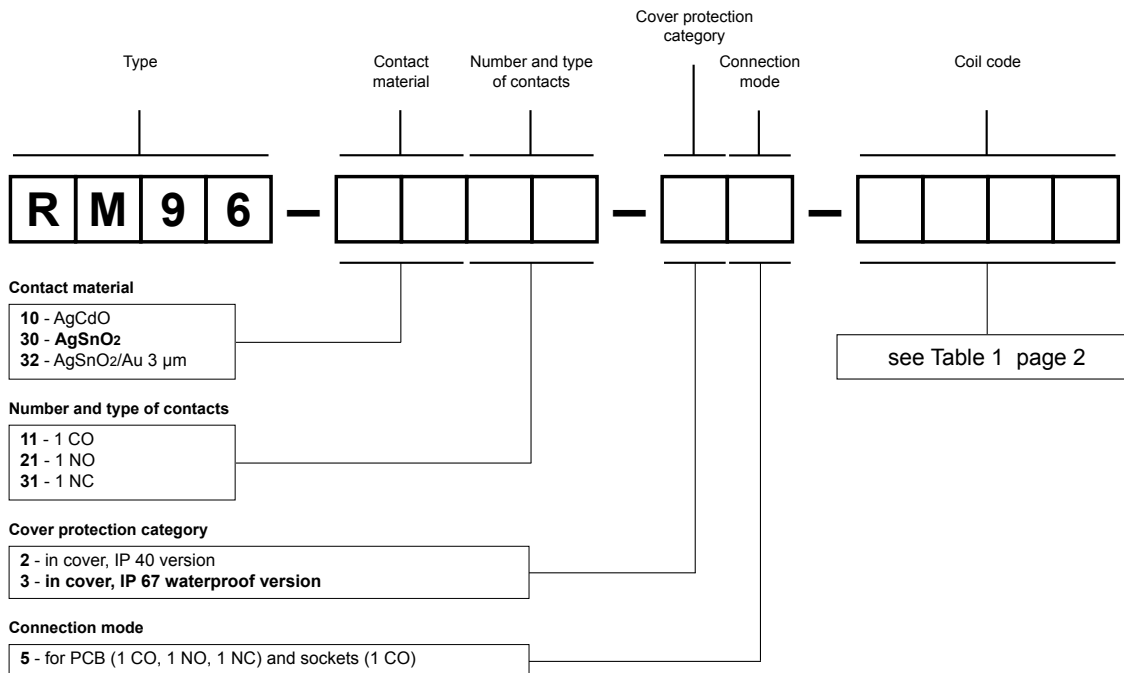 Cover protection
category
Type
Contact
material
Number and type
of contacts
Connection
mode
Coil code
RM96 – –  –
Contact material
10 - AgCdO
30 - AgSnO2
32 - AgSnO2/Au 3 µm
see Table 1 page 2
Number and type of contacts
11 - 1 CO
21 - 1 NO
31 - 1 NC
Cover protection category
2 - in cover, IP 40 version
3 - in cover, IP 67 waterproof version
Connection mode
5 - for PCB (1 CO, 1 NO, 1 NC) and sockets (1 CO)